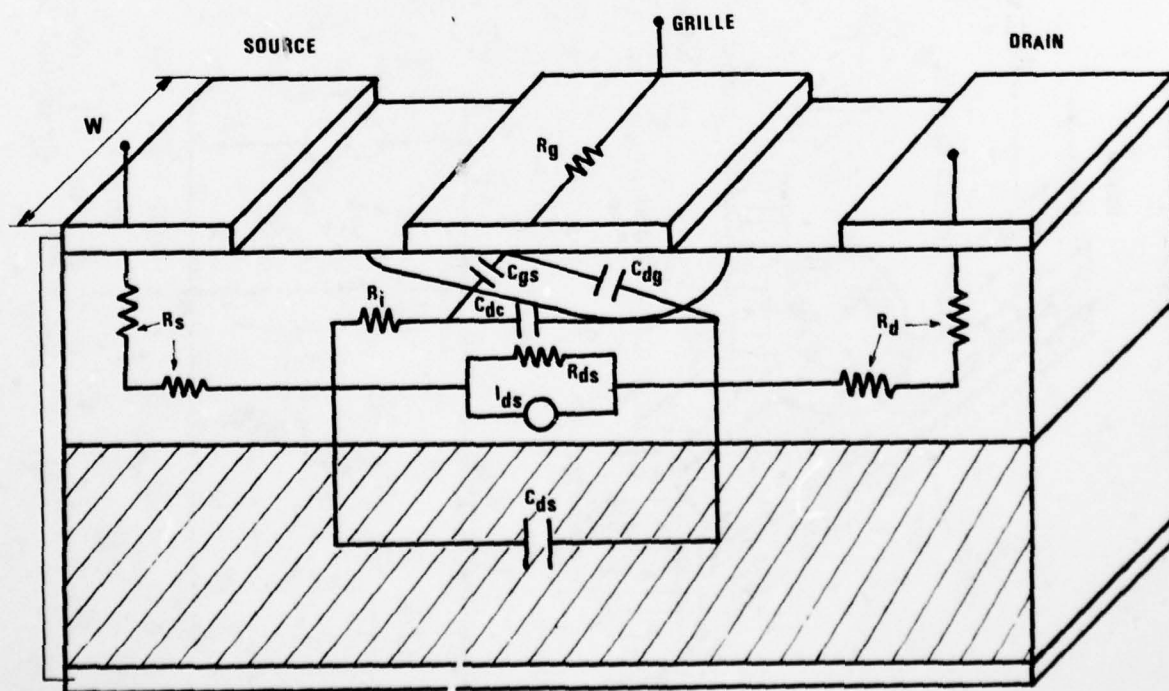 SOURCE
GRILLE
DRAIN
W
Rg
Cgs
Cdg
Ri
Cdc
Rs
Rd
Rds
Ids
Cds